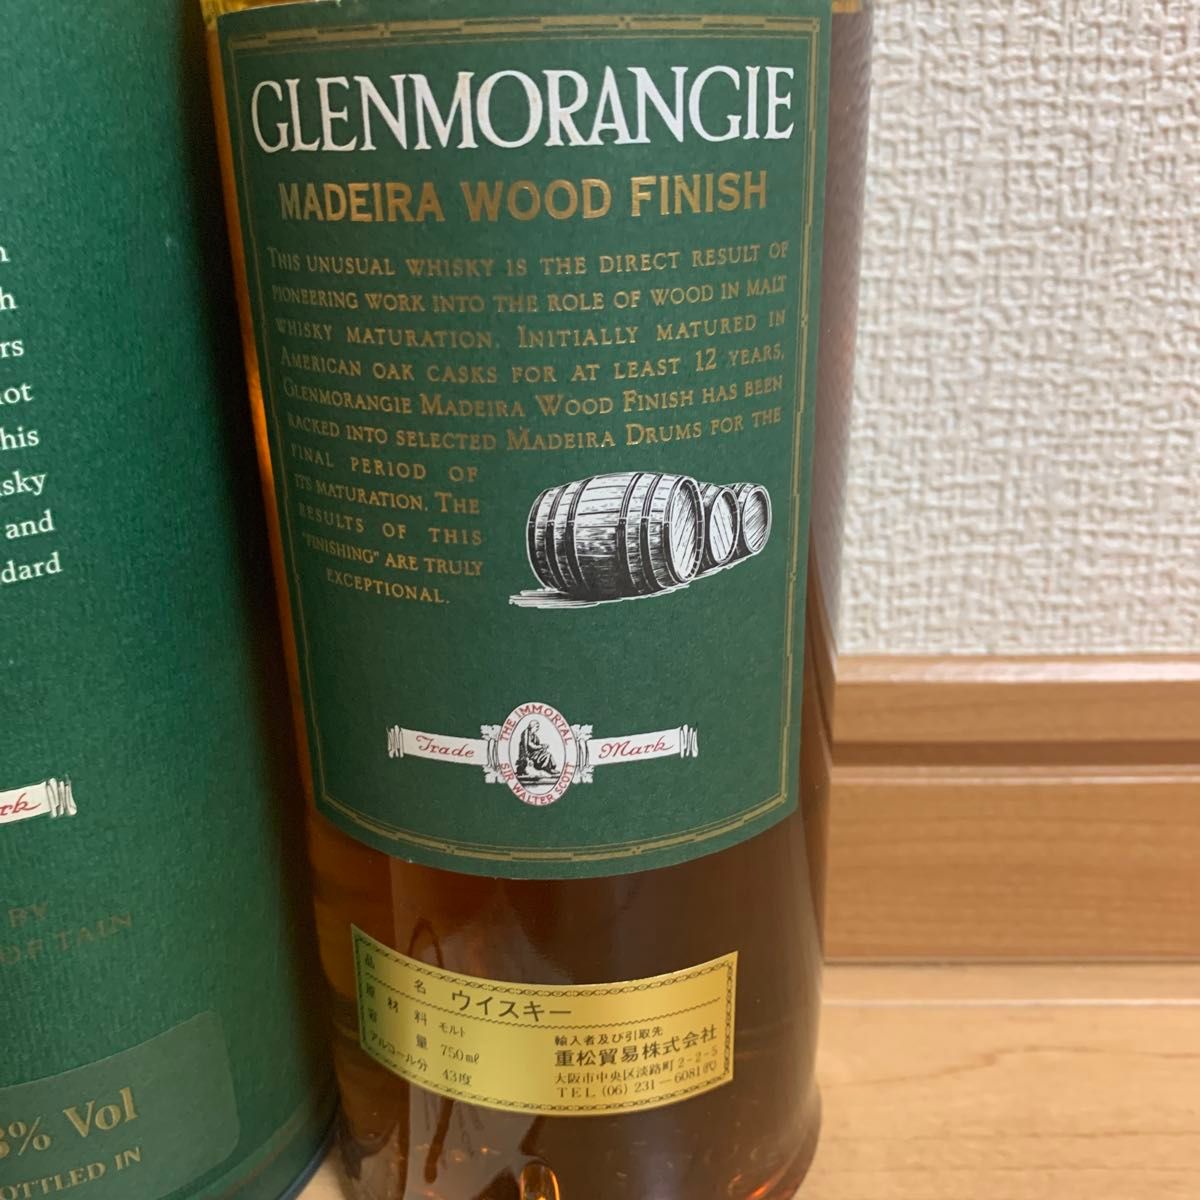 GLENMORANGIE
MADEIRA WOOD FINISH
THIS UNUSUAL WHISKY IS THE DIRECT RESULT OF
PIONEERING WORK INTO THE ROLE OF WOOD IN MALT
WHISKY MATURATION. INITIALLY MATURED IN
AMERICAN OAK CASKS FOR AT LEAST 12 YEARS,
GLENMORANGIE MADEIRA WOOD FINISH HAS BEEN
RACKED INTO SELECTED MADEIRA DRUMS FOR THE
FINAL PERIOD OF
ITS MATURATION. THE
RESULTS OF THIS
"FINISHING" ARE TRULY
EXCEPTIONAL.
Trade Mark
THE IMMORTAL
SIR WALTER SCOTT
品名 ウイスキー
原材料 モルト
容量 750ml
アルコール分 43度
輸入者及び引取先
重松貿易株式会社
大阪市中央区淡路町2-2-5
TEL (06) 231-6081㈹
and
BY
% Vol
OTTLED IN